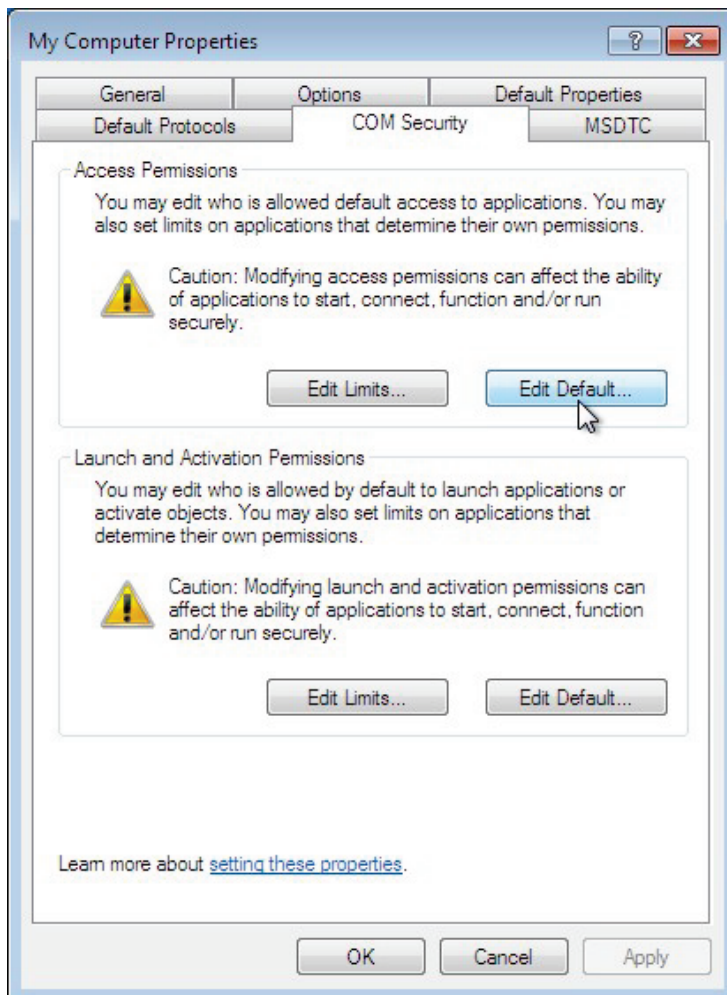 My Computer Properties
General Options Default Properties
Default Protocols COM Security MSDTC
Access Permissions
You may edit who is allowed default access to applications. You may
also set limits on applications that determine their own permissions.
Caution: Modifying access permissions can affect the ability
of applications to start, connect, function and/or run
securely.
Edit Limits... Edit Default...
Launch and Activation Permissions
You may edit who is allowed by default to launch applications or
activate objects. You may also set limits on applications that
determine their own permissions.
Caution: Modifying launch and activation permissions can
affect the ability of applications to start, connect, function
and/or run securely.
Edit Limits... Edit Default...
Learn more about setting these properties.
OK Cancel Apply